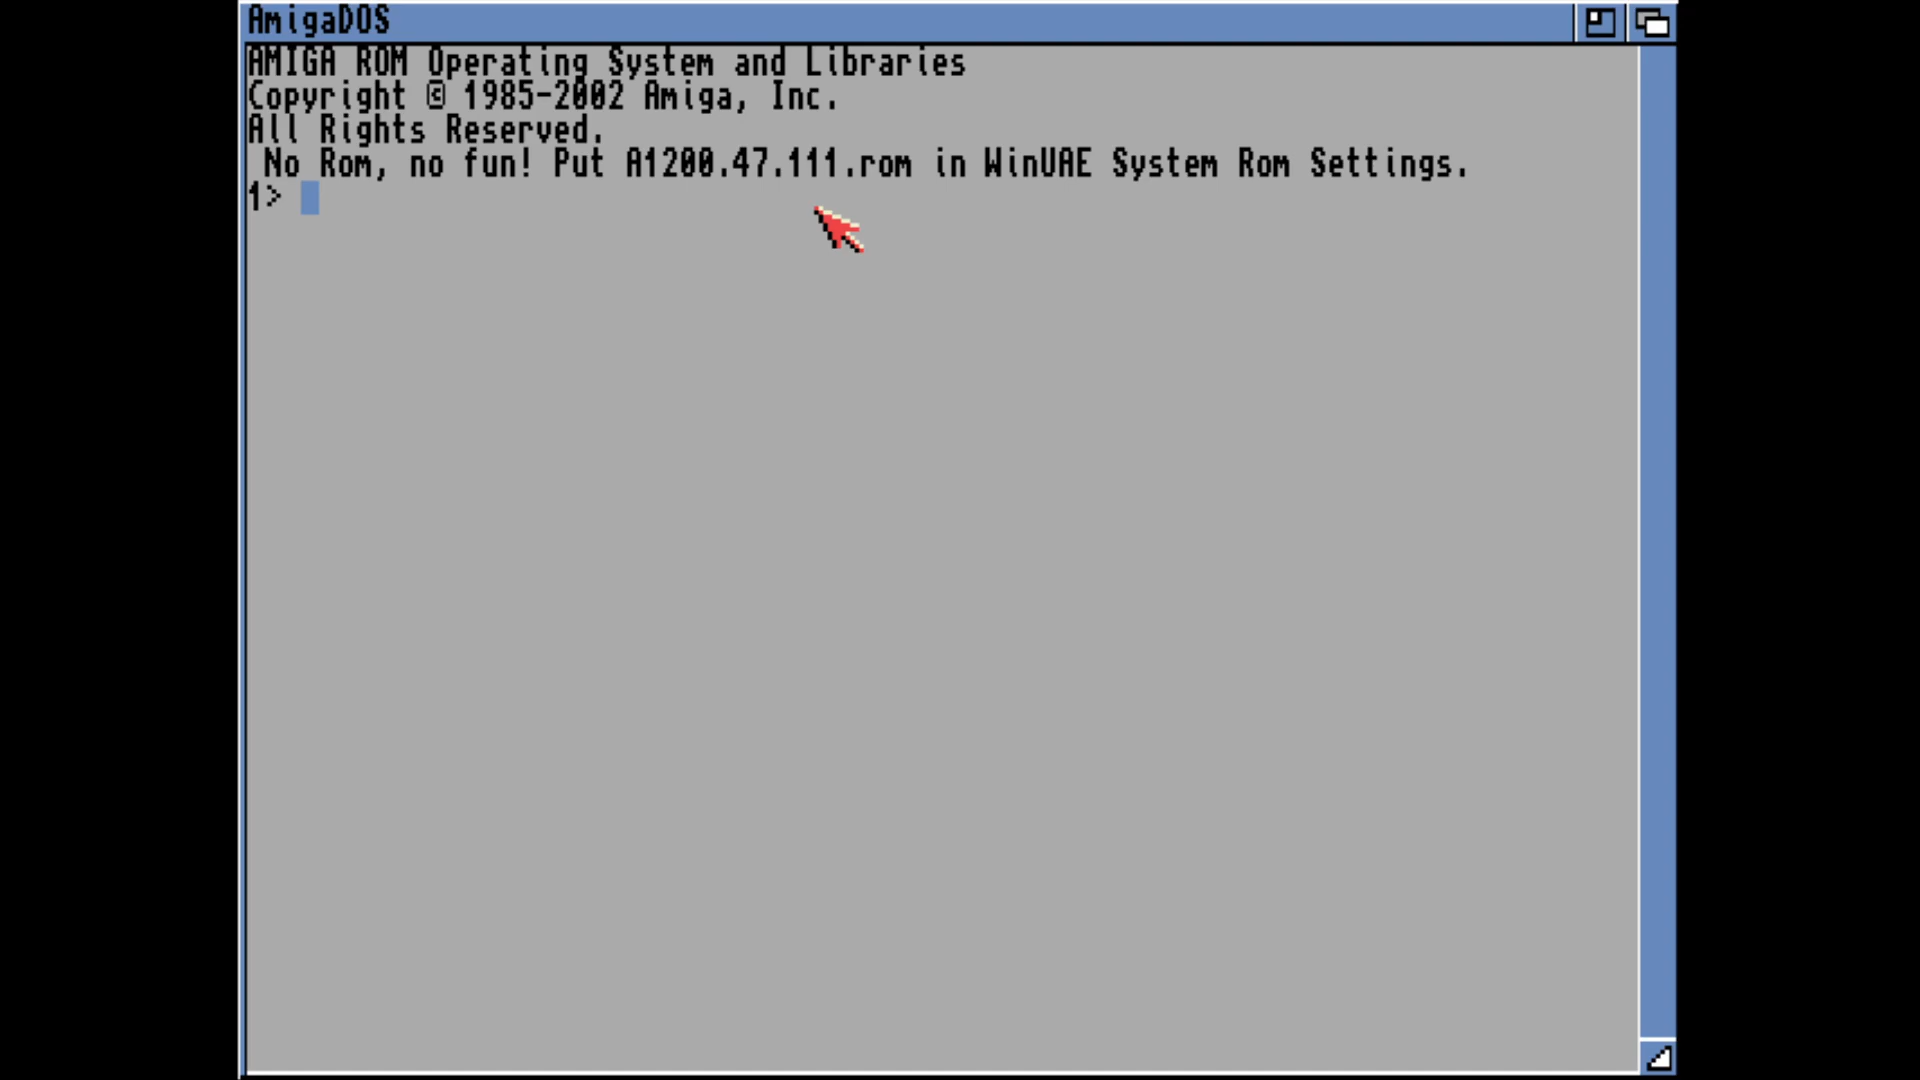 AmigaDOS
AMIGA ROM Operating System and Libraries
Copyright © 1985-2002 Amiga, Inc.
All Rights Reserved.
No Rom, no fun! Put A1200.47.111.rom in WinUAE System Rom Settings.
1>